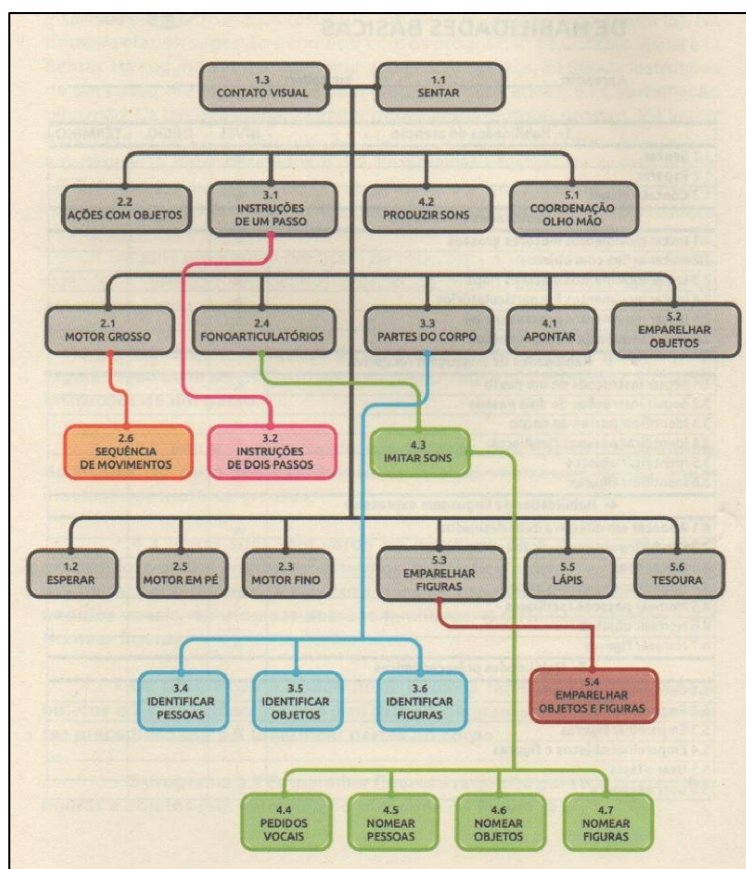 1.3
CONTATO VISUAL
1.1
SENTAR
2.2
AÇÕES COM OBJETOS
3.1
INSTRUÇÕES
DE UM PASSO
4.2
PRODUZIR SONS
5.1
COORDENAÇÃO
OLHO MÃO
2.1
MOTOR GROSSO
2.4
FONOARTICULATÓRIOS
3.3
PARTES DO CORPO
4.1
APONTAR
5.2
EMPARELHAR
OBJETOS
2.6
SEQUÊNCIA
DE MOVIMENTOS
3.2
INSTRUÇÕES
DE DOIS PASSOS
4.3
IMITAR SONS
1.2
ESPERAR
2.5
MOTOR EM PÉ
2.3
MOTOR FINO
5.3
EMPARELHAR
FIGURAS
5.5
LÁPIS
5.6
TESOURA
3.4
IDENTIFICAR
PESSOAS
3.5
IDENTIFICAR
OBJETOS
3.6
IDENTIFICAR
FIGURAS
5.4
EMPARELHAR
OBJETOS E FIGURAS
4.4
PEDIDOS
VOCAIS
4.5
NOMEAR
PESSOAS
4.6
NOMEAR
OBJETOS
4.7
NOMEAR
FIGURAS